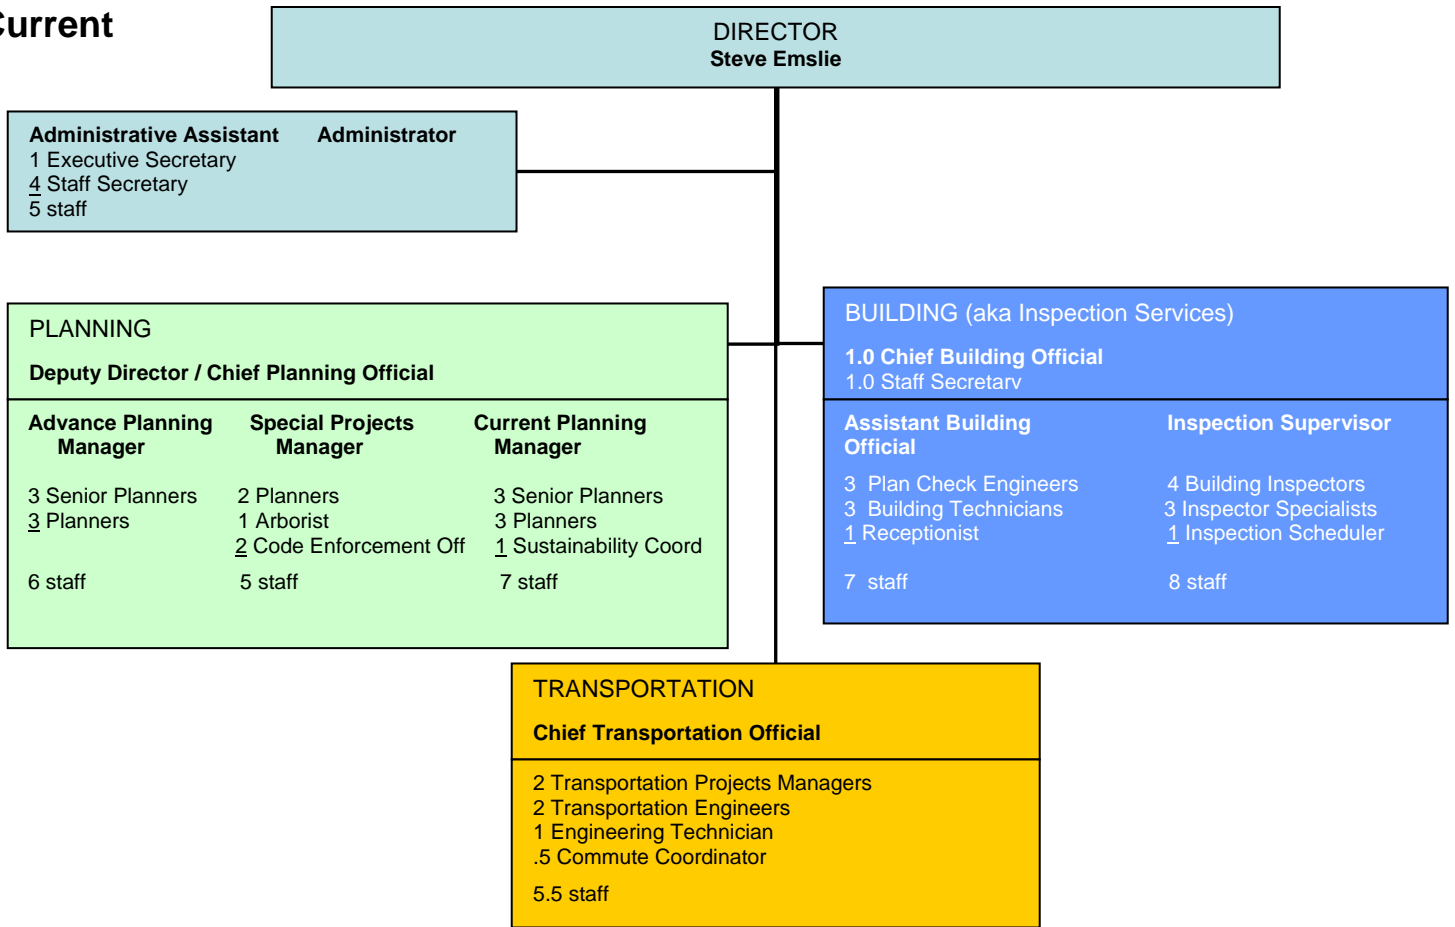 Current
DIRECTOR
Steve Emslie
Administrative Assistant Administrator
1 Executive Secretary
4 Staff Secretary
5 staff
PLANNING
Deputy Director / Chief Planning Official
Advance Planning
Manager
3 Senior Planners
3 Planners
6 staff
Special Projects
Manager
2 Planners
1 Arborist
2 Code Enforcement Off
5 staff
Current Planning
Manager
3 Senior Planners
3 Planners
1 Sustainability Coord
7 staff
BUILDING (aka Inspection Services)
1.0 Chief Building Official
1.0 Staff Secretary
Assistant Building
Official
3 Plan Check Engineers
3 Building Technicians
1 Receptionist
7 staff
Inspection Supervisor
4 Building Inspectors
3 Inspector Specialists
1 Inspection Scheduler
8 staff
TRANSPORTATION
Chief Transportation Official
2 Transportation Projects Managers
2 Transportation Engineers
1 Engineering Technician
.5 Commute Coordinator
5.5 staff